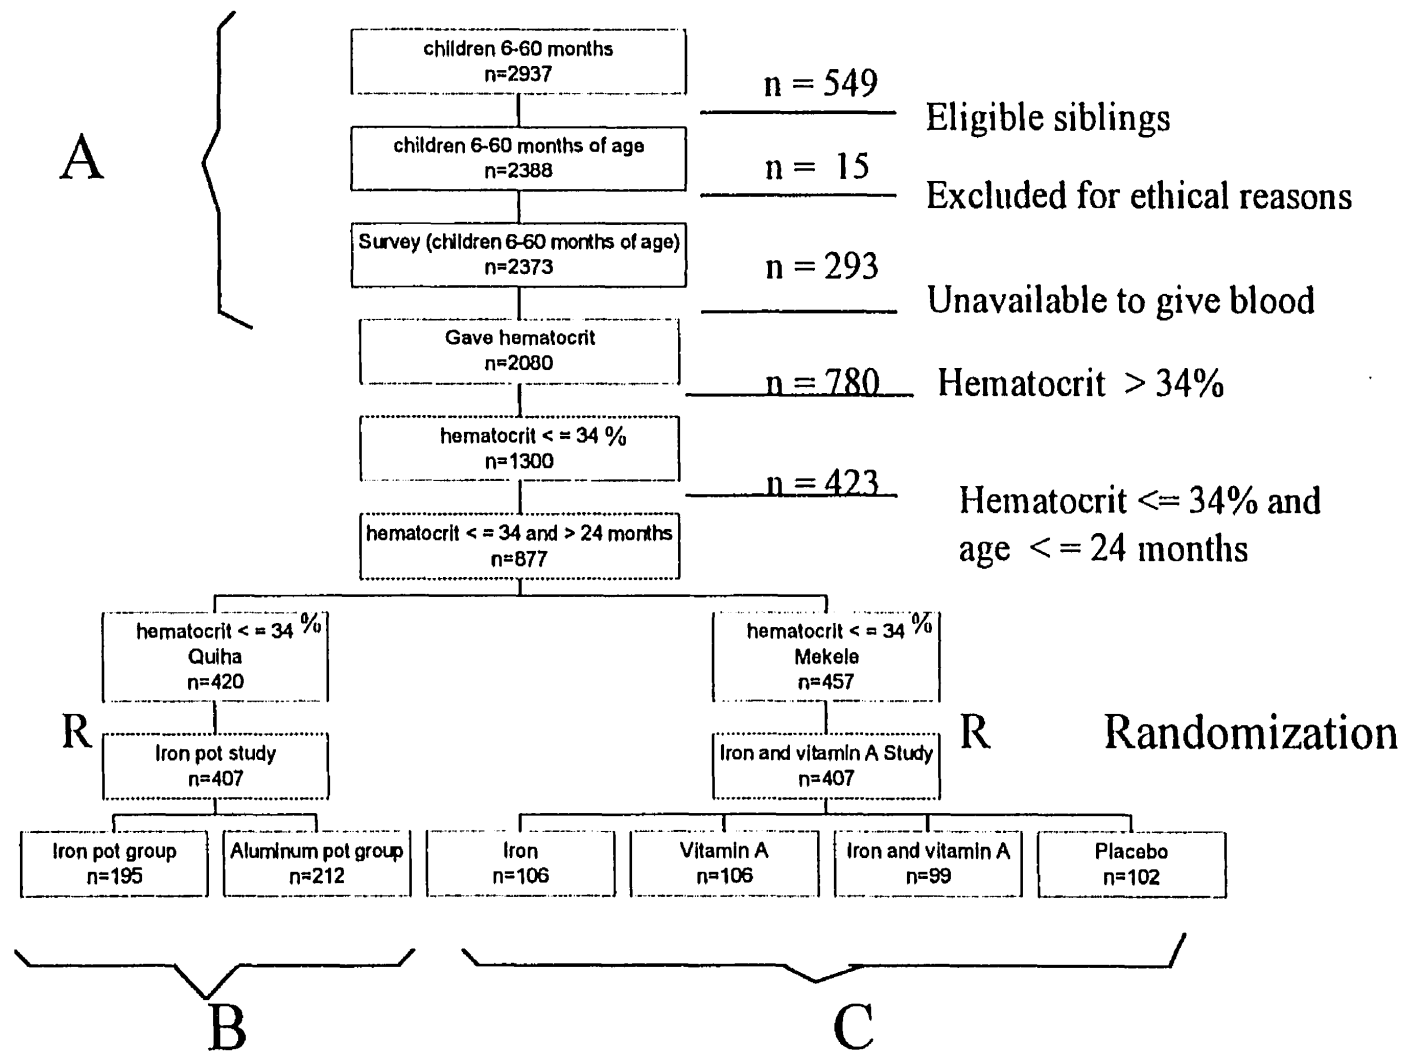 children 6-60 months
n=2937
n = 549
Eligible siblings
A
children 6-60 months of age
n=2388
n = 15
Excluded for ethical reasons
Survey (children 6-60 months of age)
n=2373
n = 293
Unavailable to give blood
Gave hematocrit
n=2080
n = 780
Hematocrit > 34%
hematocrit < = 34 %
n=1300
n = 423
Hematocrit <= 34% and
age < = 24 months
hematocrit < = 34 and > 24 months
n=877
hematocrit < = 34 %
Quiha
n=420
hematocrit < = 34 %
Mekele
n=457
R
Iron pot study
n=407
Iron and vitamin A Study
n=407
R
Randomization
Iron pot group
n=195
Aluminum pot group
n=212
Iron
n=106
Vitamin A
n=106
Iron and vitamin A
n=99
Placebo
n=102
B
C